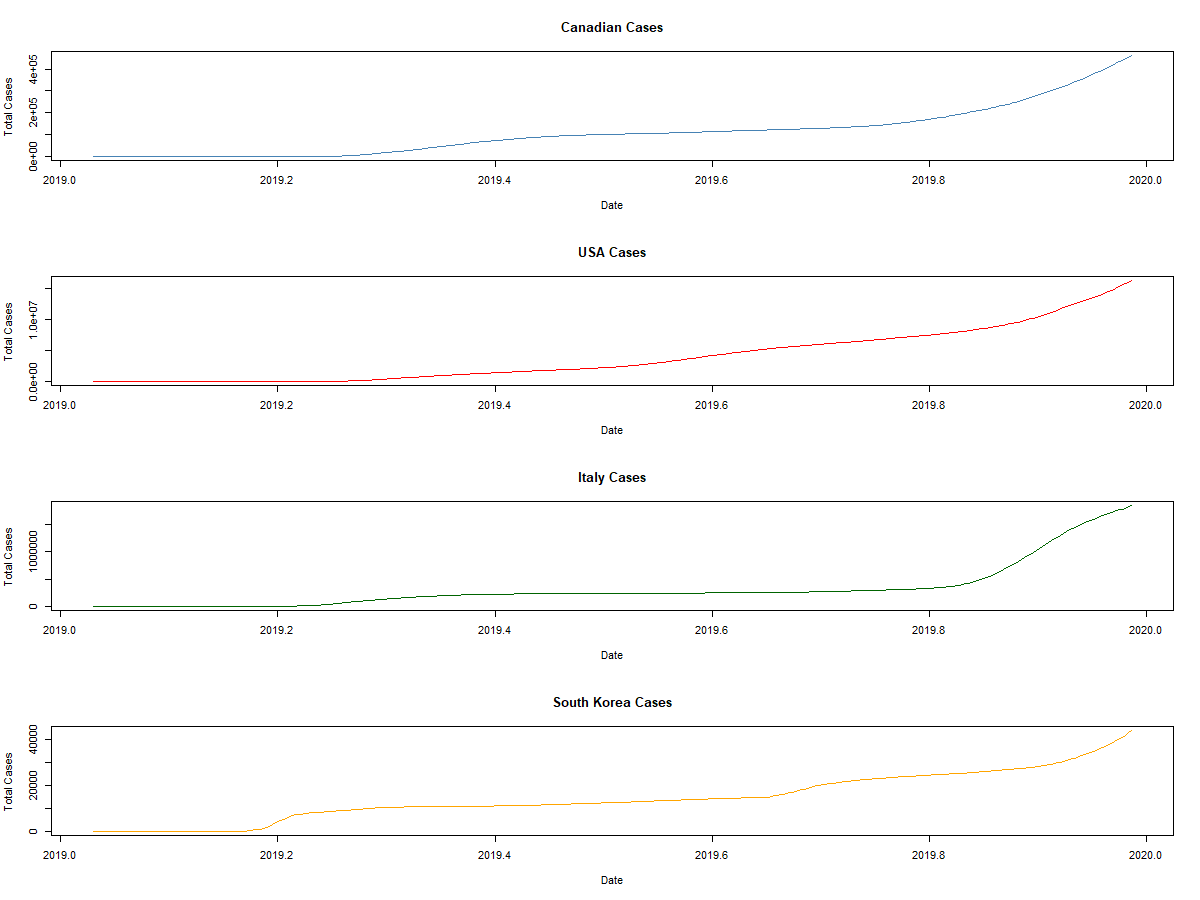 Canadian Cases
Total Cases
4e+05
2e+05
0e+00
2019.0 2019.2 2019.4 2019.6 2019.8 2020.0
Date
USA Cases
Total Cases
1.0e+07
0.0e+00
2019.0 2019.2 2019.4 2019.6 2019.8 2020.0
Date
Italy Cases
Total Cases
1000000
0
2019.0 2019.2 2019.4 2019.6 2019.8 2020.0
Date
South Korea Cases
Total Cases
40000
20000
0
2019.0 2019.2 2019.4 2019.6 2019.8 2020.0
Date